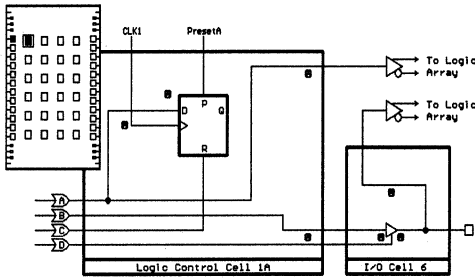 CLK1
PresetA
To Logic
Array
To Logic
Array
P
D
Q
R
A
B
C
D
Logic Control Cell 1A
I/O Cell 6